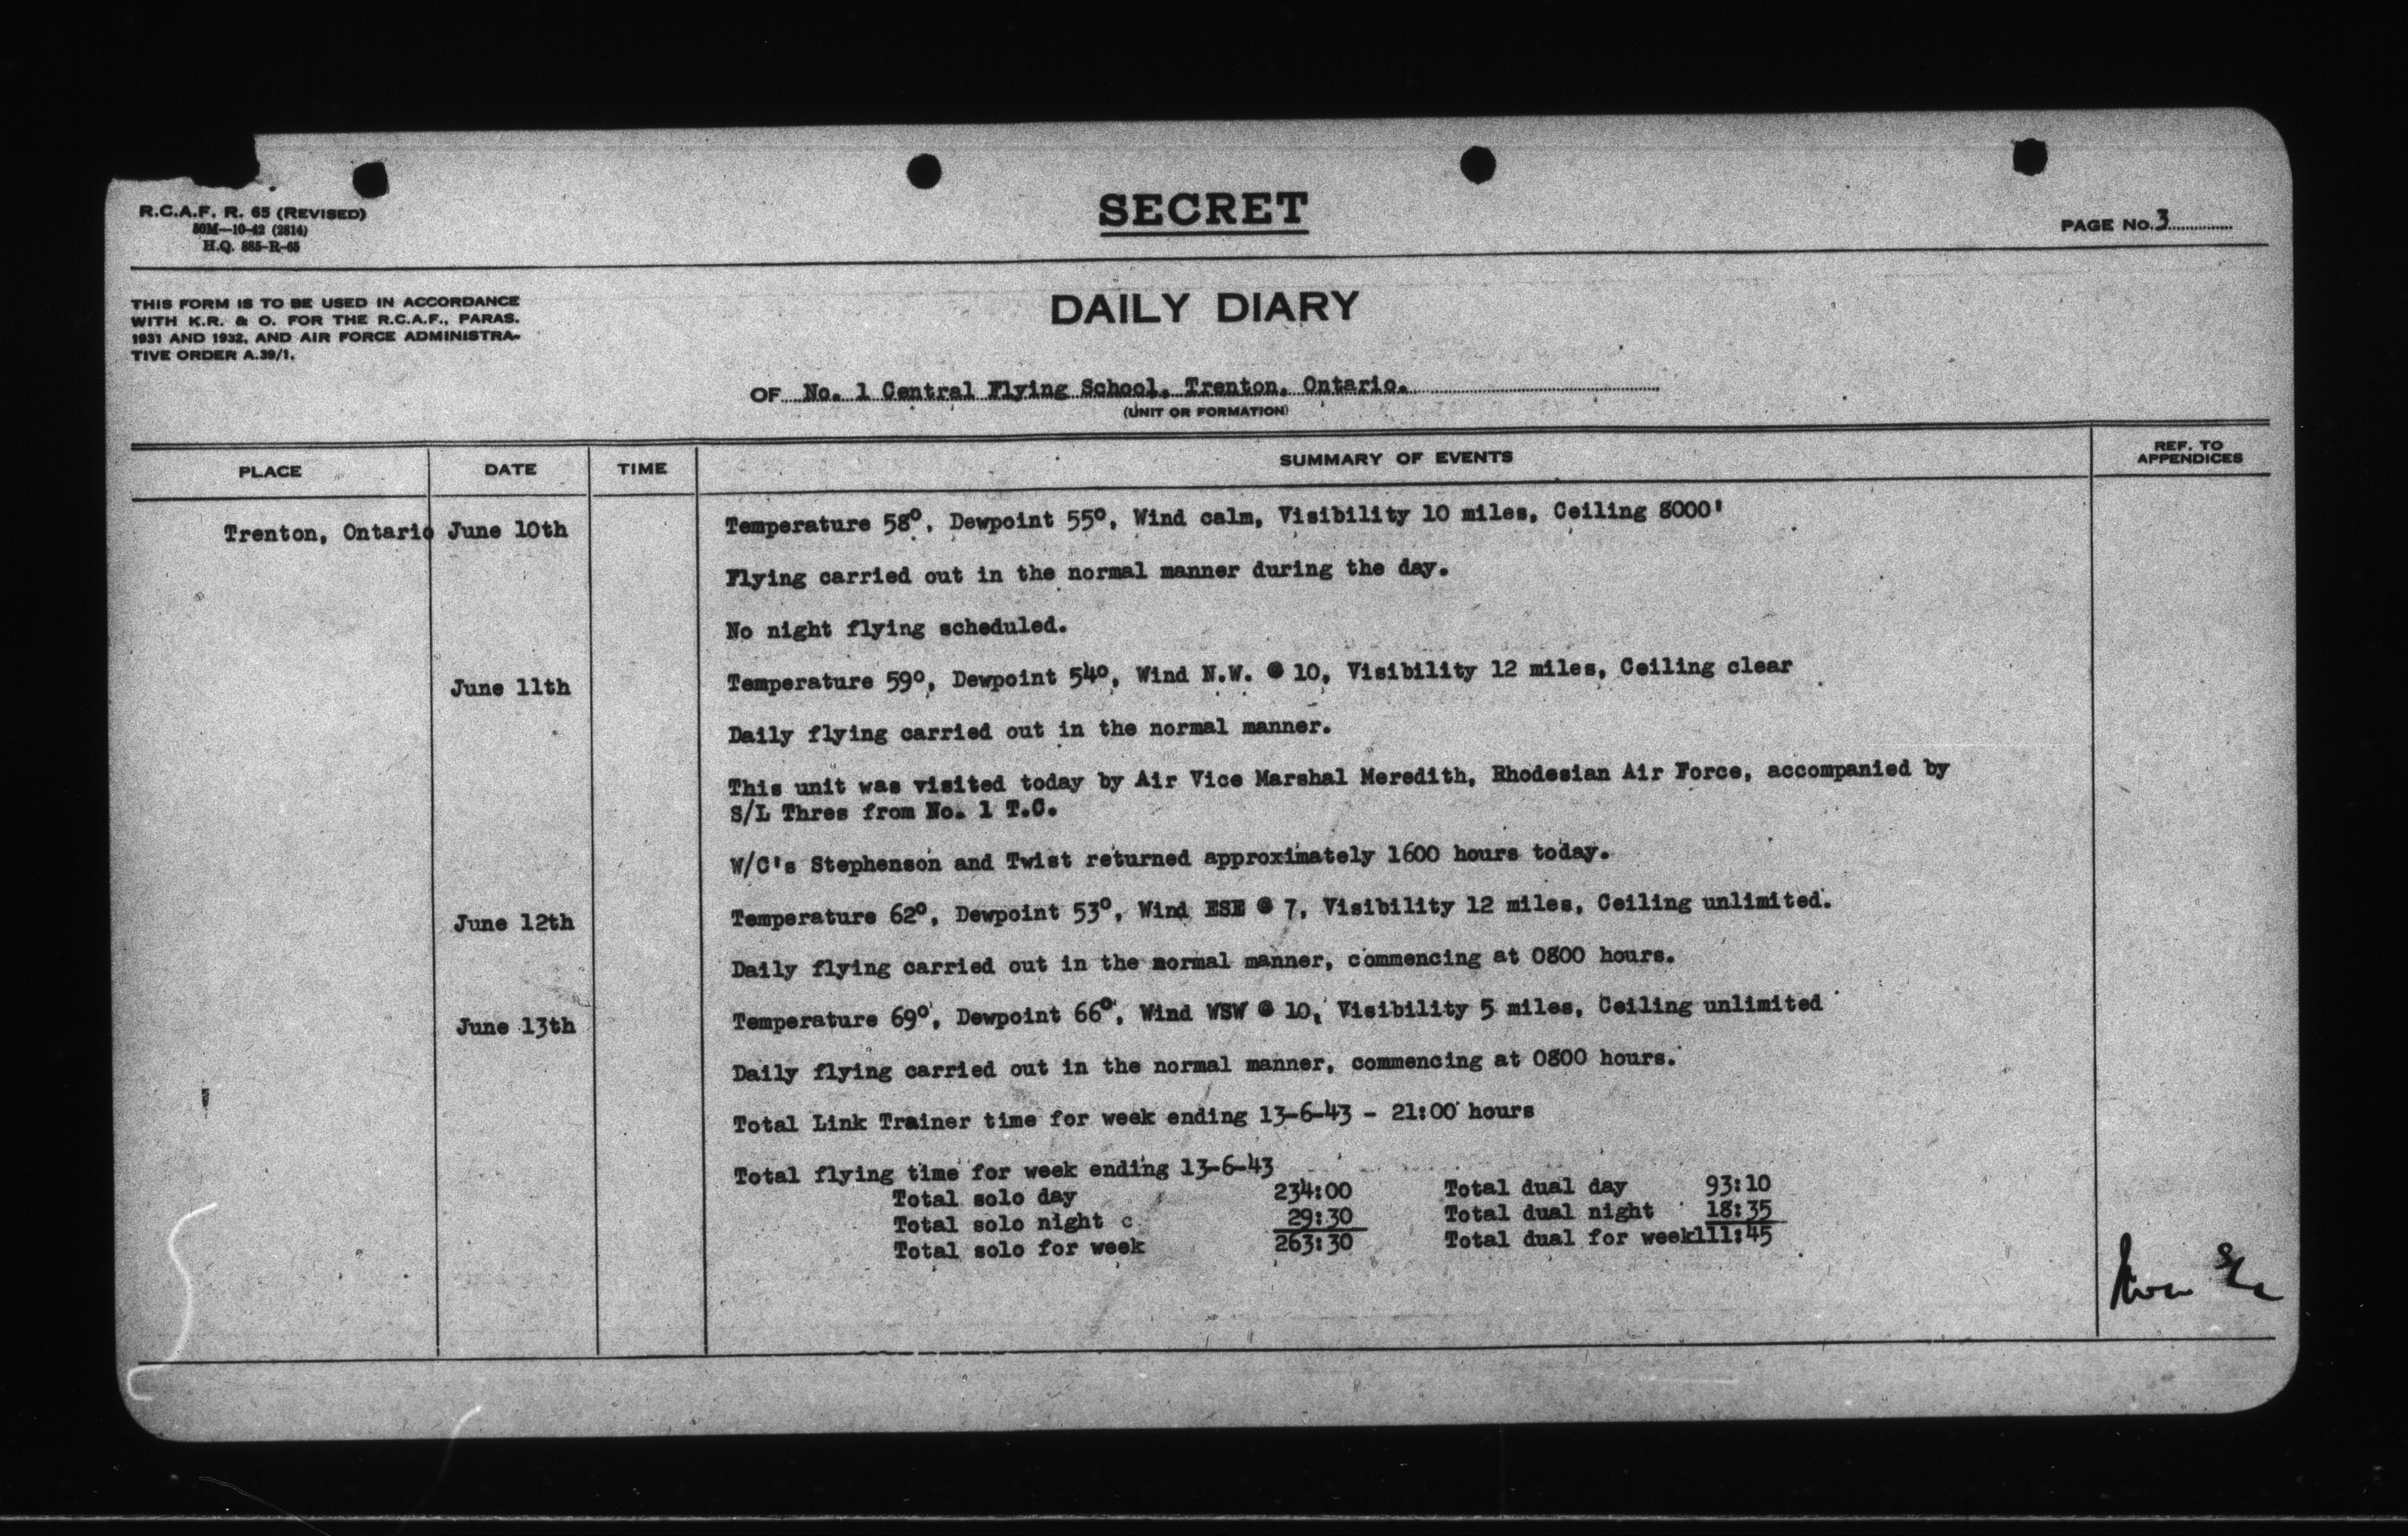 R.C.A.F. R. 65 (REVISED)
50M—10-42 (2814)
H.Q. 885-R-65
SECRET
PAGE No. 3
THIS FORM IS TO BE USED IN ACCORDANCE
WITH K.R. & O. FOR THE R.C.A.F., PARAS.
1931 AND 1932, AND AIR FORCE ADMINISTRA-
TIVE ORDER A.39/1.
DAILY DIARY
OF No. 1 Central Flying School, Trenton, Ontario.
(UNIT OR FORMATION)
PLACE DATE TIME SUMMARY OF EVENTS REF. TO APPENDICES
Trenton, Ontario June 10th Temperature 58°, Dewpoint 55°, Wind calm, Visibility 10 miles, Ceiling 8000'
Flying carried out in the normal manner during the day.
No night flying scheduled.
June 11th Temperature 59°, Dewpoint 54°, Wind N.W. @ 10, Visibility 12 miles, Ceiling clear
Daily flying carried out in the normal manner.
This unit was visited today by Air Vice Marshal Meredith, Rhodesian Air Force, accompanied by
S/L Thres from No. 1 T.C.
W/C's Stephenson and Twist returned approximately 1600 hours today.
June 12th Temperature 62°, Dewpoint 53°, Wind ESE @ 7, Visibility 12 miles, Ceiling unlimited.
Daily flying carried out in the normal manner, commencing at 0800 hours.
June 13th Temperature 69°, Dewpoint 66°, Wind WSW @ 10, Visibility 5 miles, Ceiling unlimited
Daily flying carried out in the normal manner, commencing at 0800 hours.
Total Link Trainer time for week ending 13-6-43 - 21:00 hours
Total flying time for week ending 13-6-43
Total solo day 234:00 Total dual day 93:10
Total solo night c 29:30 Total dual night 18:35
Total solo for week 263:30 Total dual for week111:45